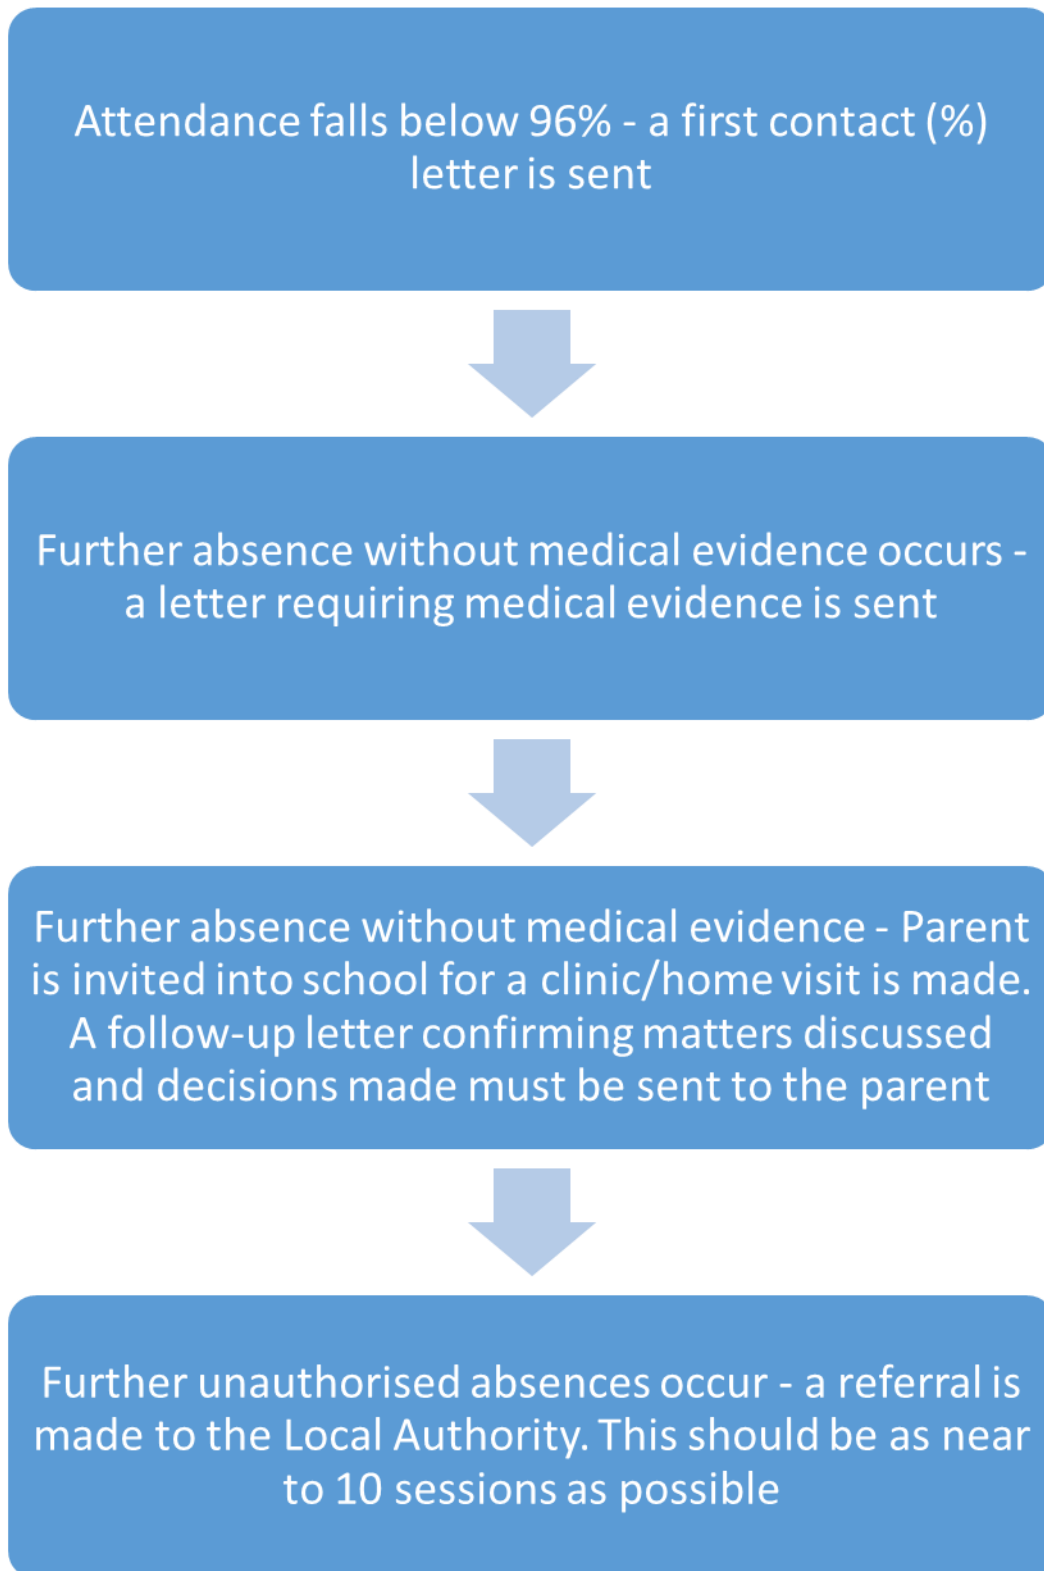 Attendance falls below 96% - a first contact (%)
letter is sent
Further absence without medical evidence occurs -
a letter requiring medical evidence is sent
Further absence without medical evidence - Parent
is invited into school for a clinic/home visit is made.
A follow-up letter confirming matters discussed
and decisions made must be sent to the parent
Further unauthorised absences occur - a referral is
made to the Local Authority. This should be as near
to 10 sessions as possible